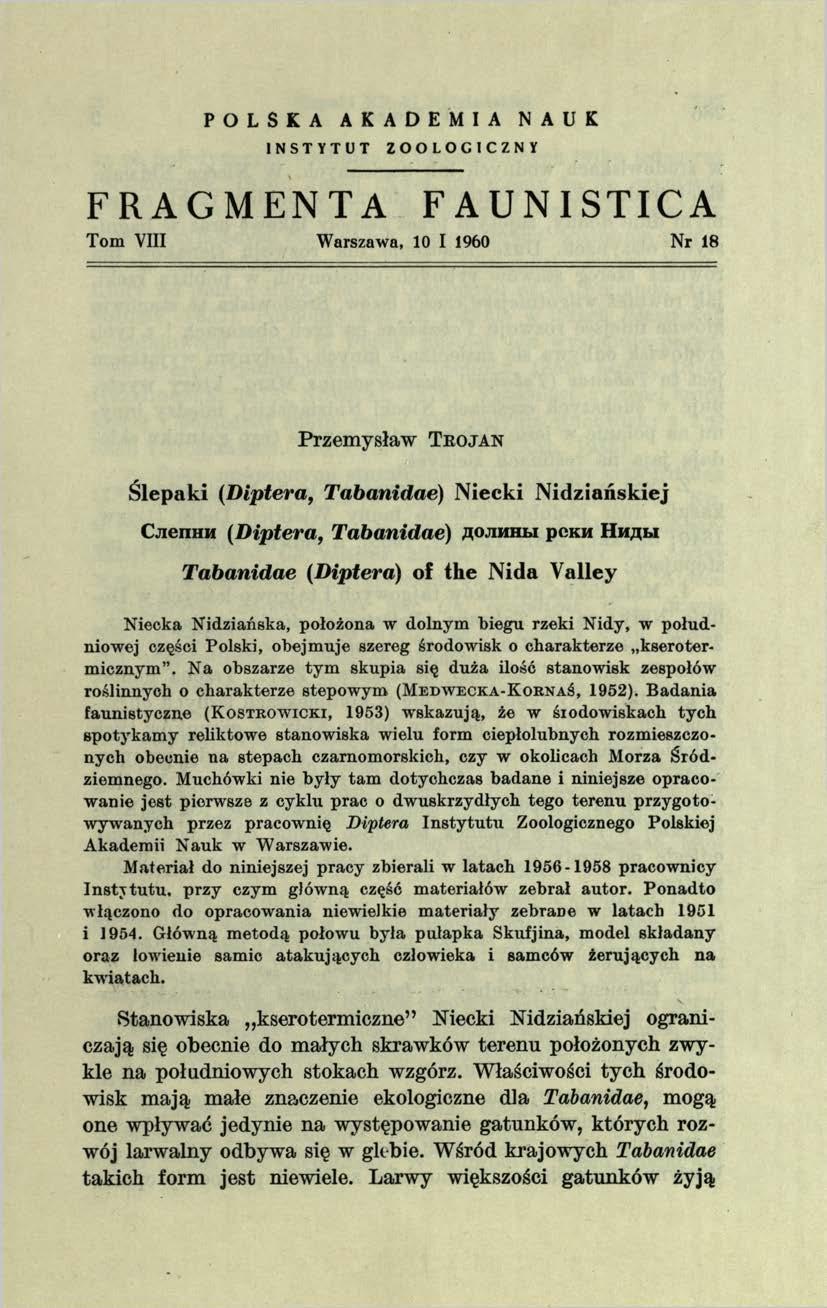 POLSKA AKADEMIA NAUK
INSTYTUT ZOOLOGICZNY
FRAGMENTA FAUNISTICA
Tom VIII Warszawa, 10 I 1960 Nr 18
Przemysław TROJAN
Ślepaki (Diptera, Tabanidae) Niecki Nidziańskiej
Слепни (Diptera, Tabanidae) долины реки Ниды
Tabanidae (Diptera) of the Nida Valley
Niecka Nidziańska, położona w dolnym biegu rzeki Nidy, w połud-
niowej części Polski, obejmuje szereg środowisk o charakterze „kseroter-
micznym”. Na obszarze tym skupia się duża ilość stanowisk zespołów
roślinnych o charakterze stepowym (MEDWECKA-KORNAŚ, 1952). Badania
faunistyczne (KOSTROWICKI, 1953) wskazują, że w środowiskach tych
spotykamy reliktowe stanowiska wielu form ciepłolubnych rozmieszczo-
nych obecnie na stepach czarnomorskich, czy w okolicach Morza Śród-
ziemnego. Muchówki nie były tam dotychczas badane i niniejsze opraco-
wanie jest pierwsze z cyklu prac o dwuskrzydłych tego terenu przygoto-
wywanych przez pracownię Diptera Instytutu Zoologicznego Polskiej
Akademii Nauk w Warszawie.
Materiał do niniejszej pracy zbierali w latach 1956-1958 pracownicy
Instytutu, przy czym główną część materiałów zebrał autor. Ponadto
włączono do opracowania niewielkie materiały zebrane w latach 1951
i 1954. Główną metodą połowu była pułapka Skufjina, model składany
oraz łowienie samic atakujących człowieka i samców żerujących na
kwiatach.
Stanowiska „kserotermiczne” Niecki Nidziańskiej ograni-
czają się obecnie do małych skrawków terenu położonych zwy-
kle na południowych stokach wzgórz. Właściwości tych środo-
wisk mają małe znaczenie ekologiczne dla Tabanidae, mogą
one wpływać jedynie na występowanie gatunków, których roz-
wój larwalny odbywa się w glebie. Wśród krajowych Tabanidae
takich form jest niewiele. Larwy większości gatunków żyją